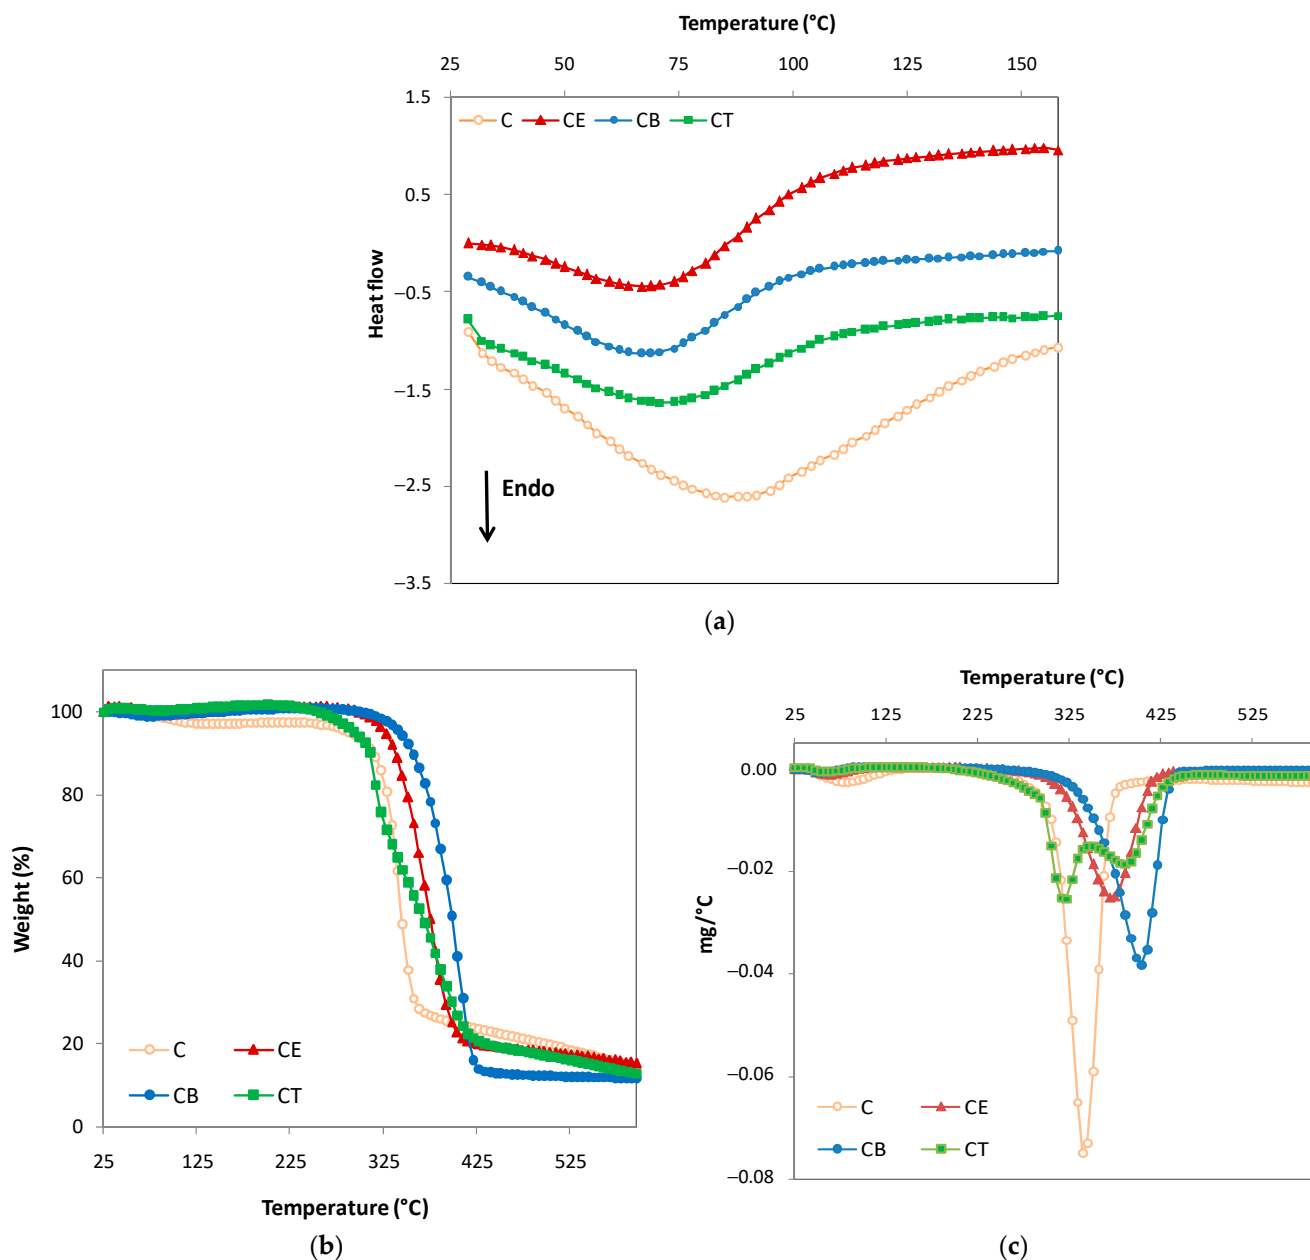 Temperature (°C)
25 50 75 100 125 150
1.5
C CE CB CT
0.5
Heat flow
−0.5
−1.5
−2.5
Endo
−3.5
(a)
100
80
60
Weight (%)
40
20
C CE
CB CT
0
25 125 225 325 425 525
Temperature (°C)
(b)
Temperature (°C)
25 125 225 325 425 525
0.00
−0.02
mg/°C
−0.04
−0.06
C CE
CB CT
−0.08
(c)